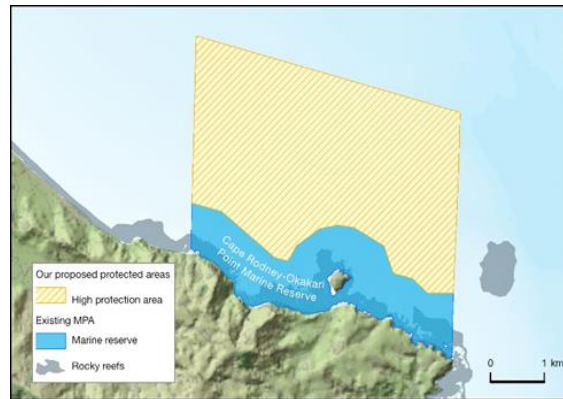 Cape Rodney-Okakari
Point Marine Reserve
Our proposed protected areas
High protection area
Existing MPA
Marine reserve
Rocky reefs
0 1 km